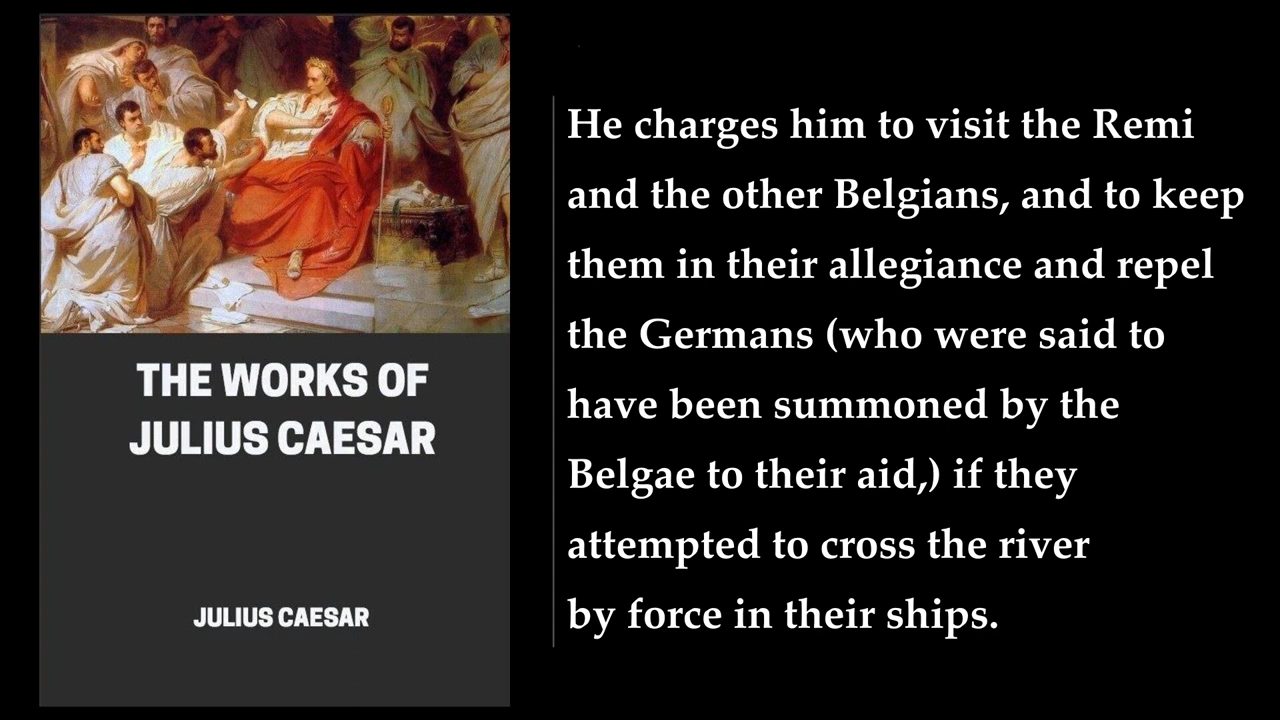 THE WORKS OF
JULIUS CAESAR
JULIUS CAESAR
He charges him to visit the Remi
and the other Belgians, and to keep
them in their allegiance and repel
the Germans (who were said to
have been summoned by the
Belgae to their aid,) if they
attempted to cross the river
by force in their ships.